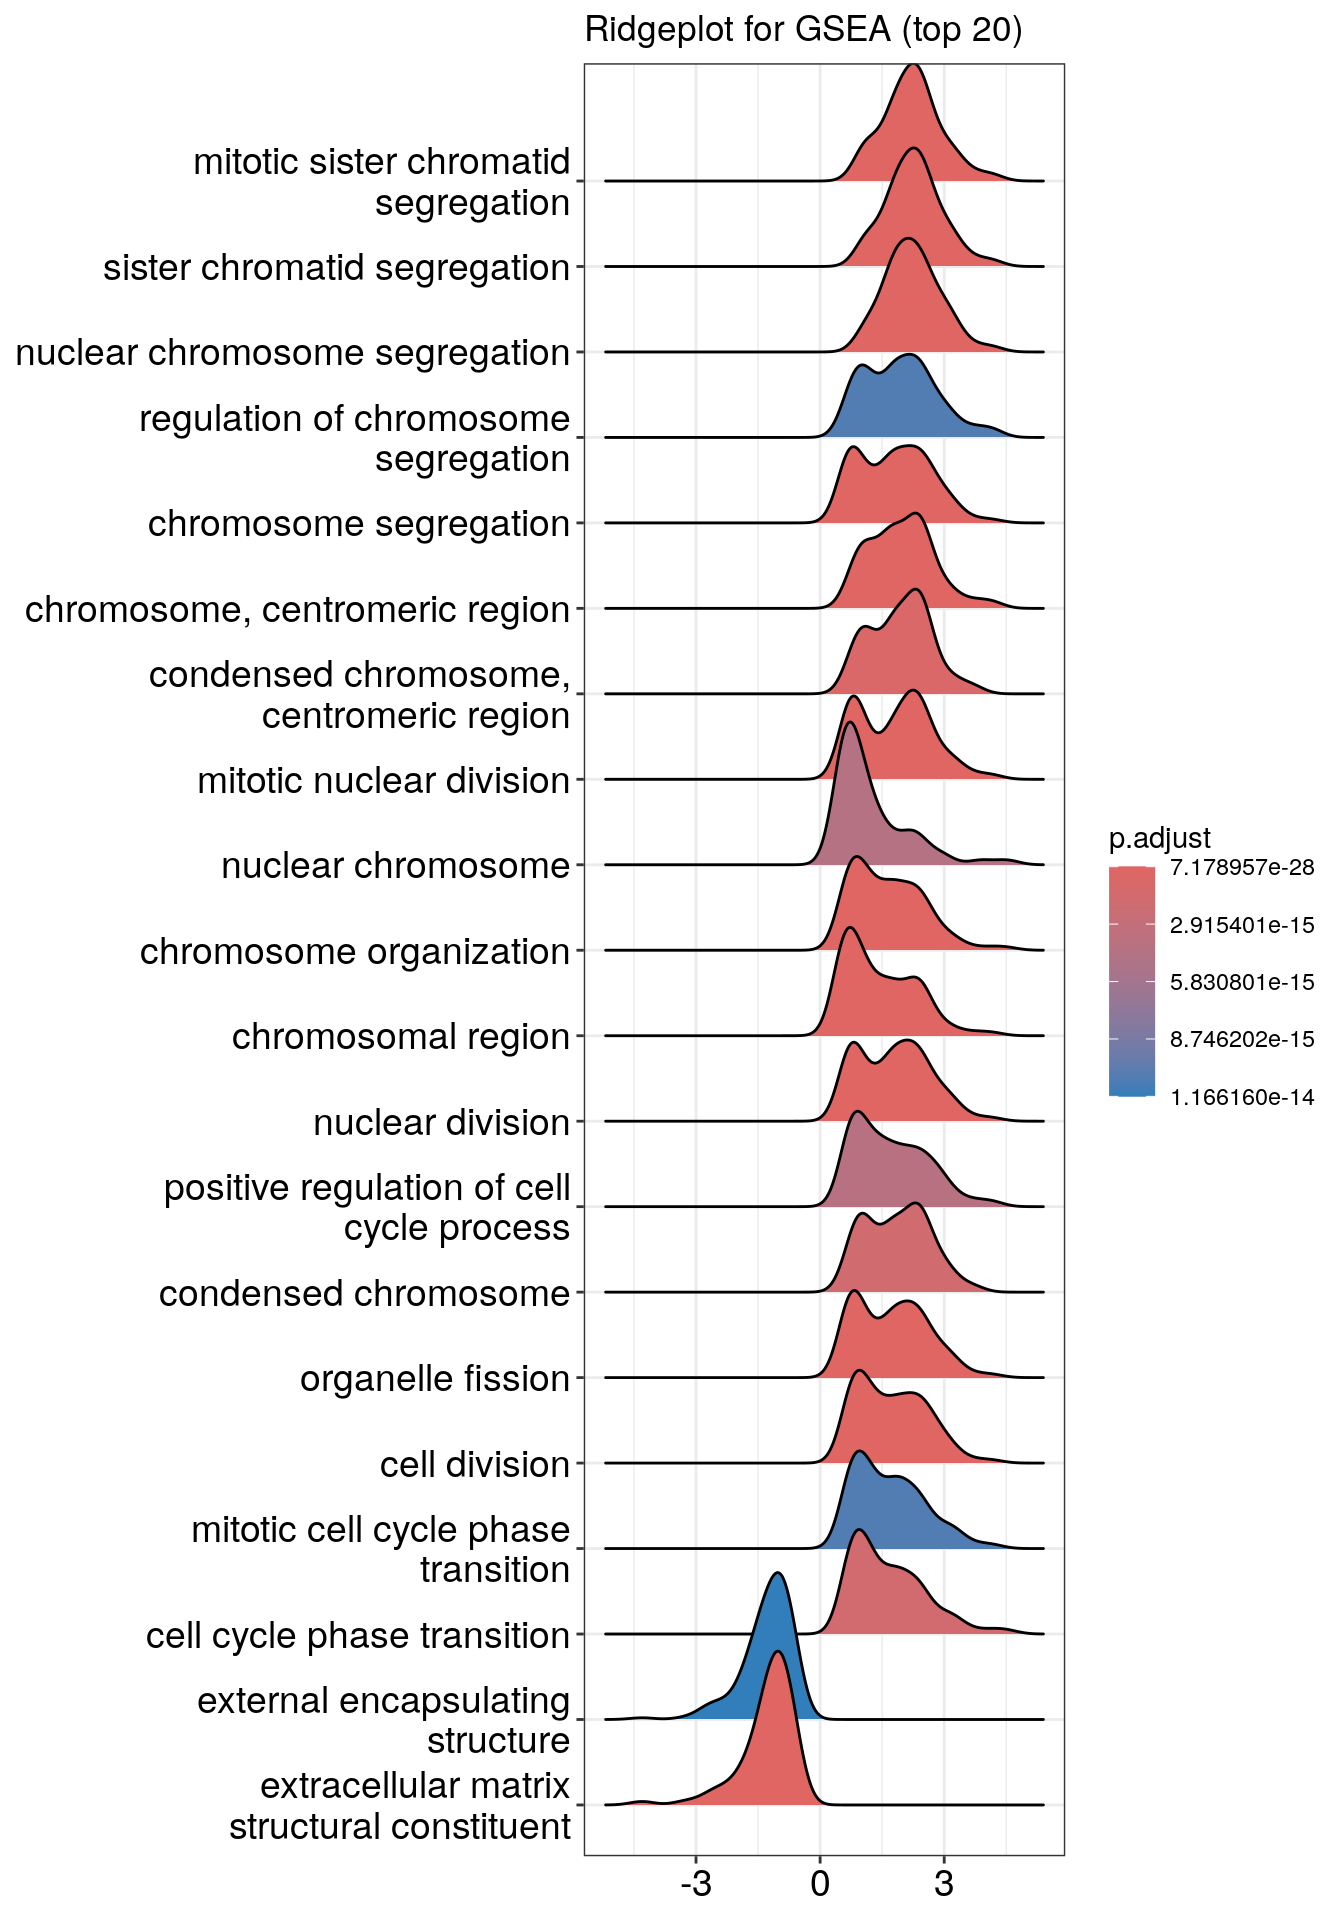 Ridgeplot for GSEA (top 20)
mitotic sister chromatid
segregation
sister chromatid segregation
nuclear chromosome segregation
regulation of chromosome
segregation
chromosome segregation
chromosome, centromeric region
condensed chromosome,
centromeric region
mitotic nuclear division
nuclear chromosome
chromosome organization
chromosomal region
nuclear division
positive regulation of cell
cycle process
condensed chromosome
organelle fission
cell division
mitotic cell cycle phase
transition
cell cycle phase transition
external encapsulating
structure
extracellular matrix
structural constituent
-3 0 3
p.adjust
7.178957e-28
2.915401e-15
5.830801e-15
8.746202e-15
1.166160e-14